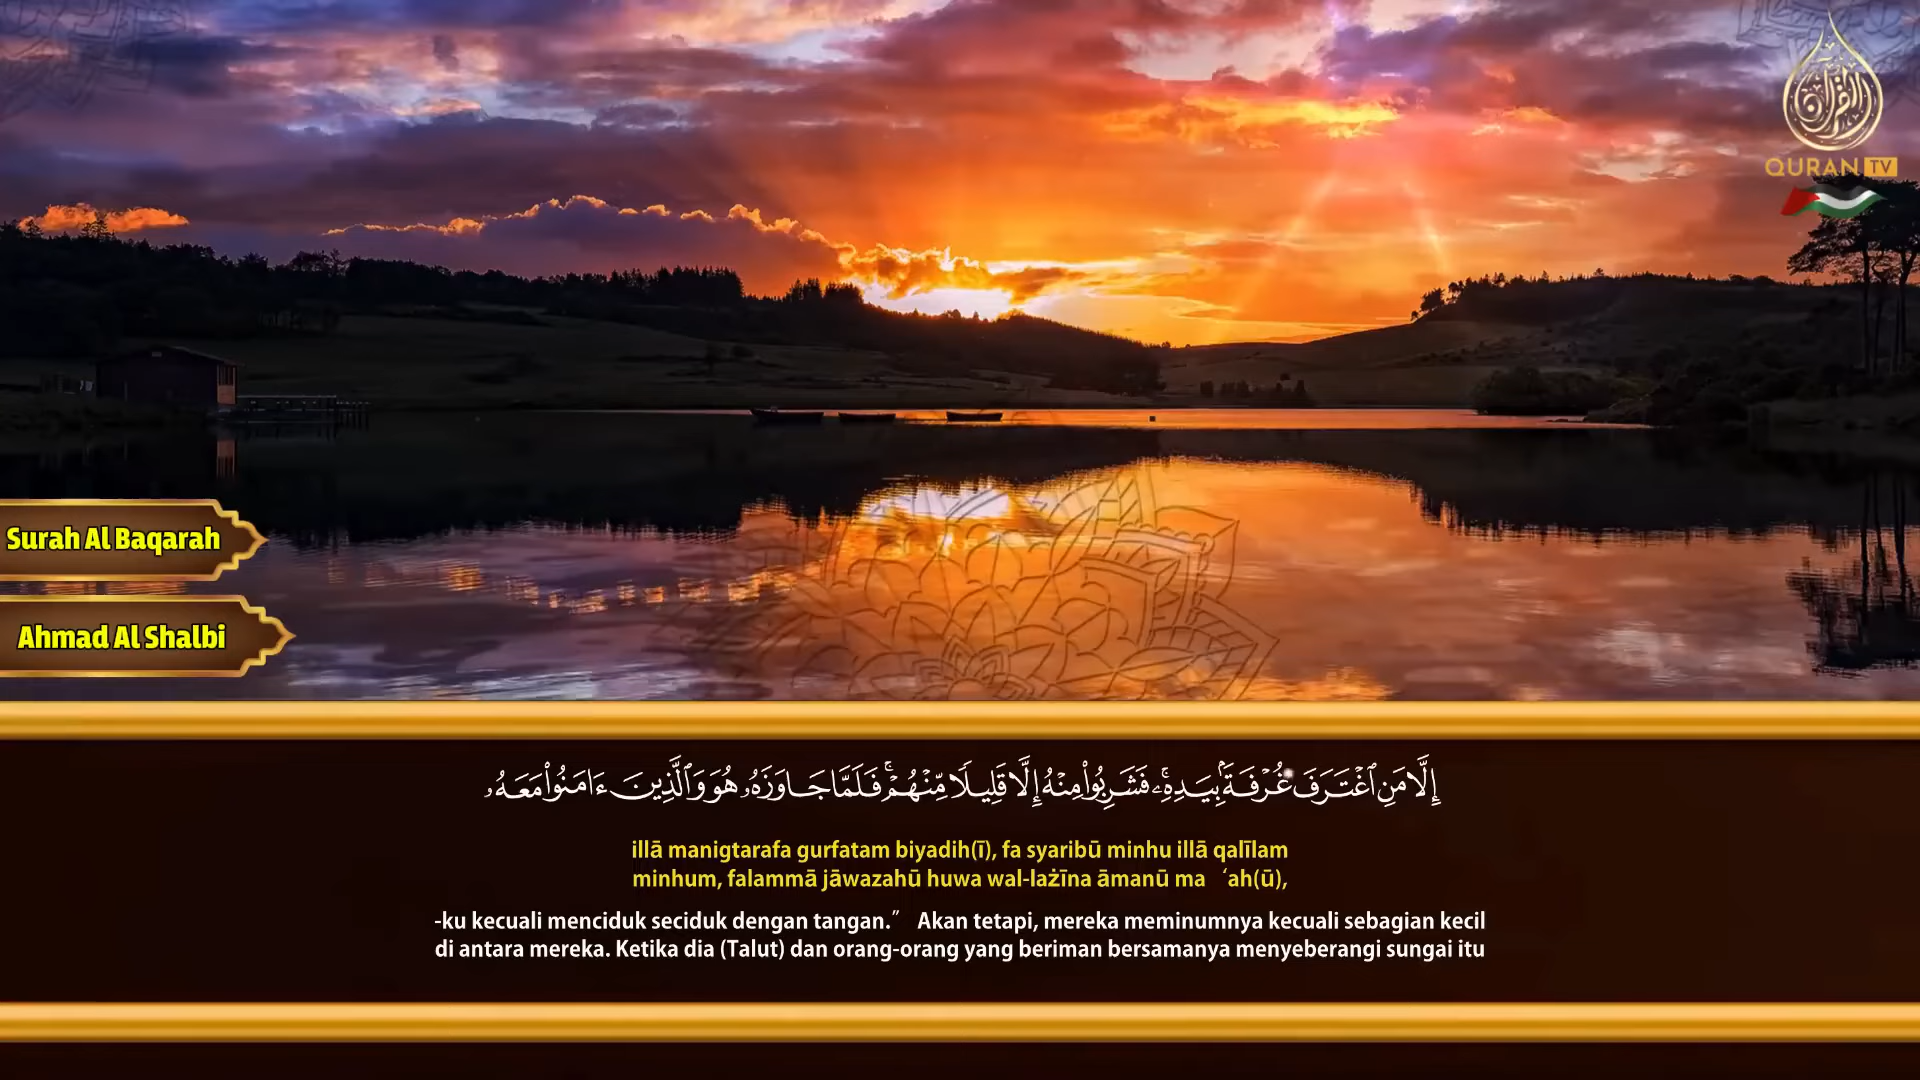 القرآن
QURAN TV
Surah Al Baqarah
Ahmad Al Shalbi
إِلَّا مَنِ ٱغْتَرَفَ غُرْفَةًۢ بِيَدِهِۦۚ فَشَرِبُوا۟ مِنْهُ إِلَّا قَلِيلًا مِّنْهُمْۚ فَلَمَّا جَاوَزَهُۥ هُوَ وَٱلَّذِينَ ءَامَنُوا۟ مَعَهُۥ
illā manigtarafa gurfatam biyadih(ī), fa syaribū minhu illā qalīlam
minhum, falammā jāwazahū huwa wal-lażīna āmanū ma ‘ah(ū),
-ku kecuali menciduk seciduk dengan tangan.” Akan tetapi, mereka meminumnya kecuali sebagian kecil
di antara mereka. Ketika dia (Talut) dan orang-orang yang beriman bersamanya menyeberangi sungai itu